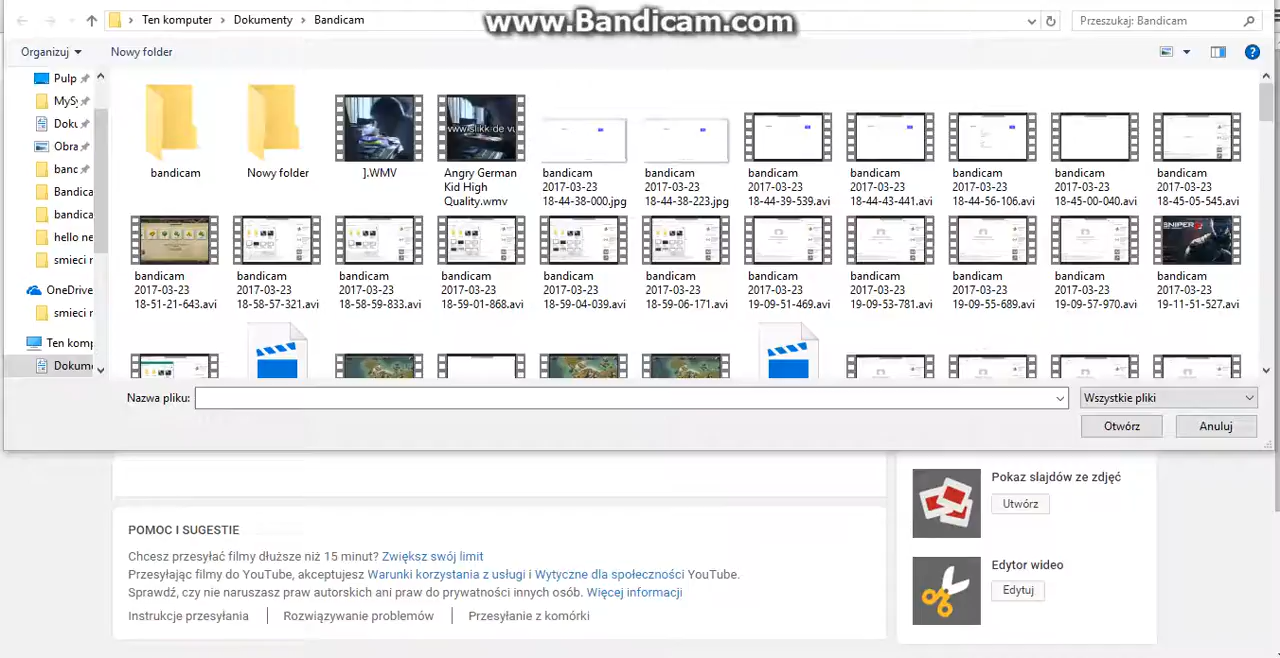 www.Bandicam.com
Ten komputer > Dokumenty > Bandicam
Przeszukaj: Bandicam
Organizuj
Nowy folder
Pulp
MySy
Doku
Obra
banc
Bandica
bandica
hello ne
smieci r
OneDrive
smieci r
Ten komp
Dokume
bandicam
Nowy folder
].WMV
Angry German
Kid High
Quality.wmv
www.slikk.de.vu
bandicam
2017-03-23
18-44-38-000.jpg
bandicam
2017-03-23
18-44-38-223.jpg
bandicam
2017-03-23
18-44-39-539.avi
bandicam
2017-03-23
18-44-43-441.avi
bandicam
2017-03-23
18-44-56-106.avi
bandicam
2017-03-23
18-45-00-040.avi
bandicam
2017-03-23
18-45-05-545.avi
bandicam
2017-03-23
18-51-21-643.avi
bandicam
2017-03-23
18-58-57-321.avi
bandicam
2017-03-23
18-58-59-833.avi
bandicam
2017-03-23
18-59-01-868.avi
bandicam
2017-03-23
18-59-04-039.avi
bandicam
2017-03-23
18-59-06-171.avi
bandicam
2017-03-23
19-09-51-469.avi
bandicam
2017-03-23
19-09-53-781.avi
bandicam
2017-03-23
19-09-55-689.avi
bandicam
2017-03-23
19-09-57-970.avi
SNIPER
bandicam
2017-03-23
19-11-51-527.avi
Nazwa pliku:
Wszystkie pliki
Otwórz
Anuluj
POMOC I SUGESTIE
Chcesz przesyłać filmy dłuższe niż 15 minut? Zwiększ swój limit
Przesyłając filmy do YouTube, akceptujesz Warunki korzystania z usługi i Wytyczne dla społeczności YouTube.
Sprawdź, czy nie naruszasz praw autorskich ani praw do prywatności innych osób. Więcej informacji
Instrukcje przesyłania | Rozwiązywanie problemów | Przesyłanie z komórki
Pokaz slajdów ze zdjęć
Utwórz
Edytor wideo
Edytuj